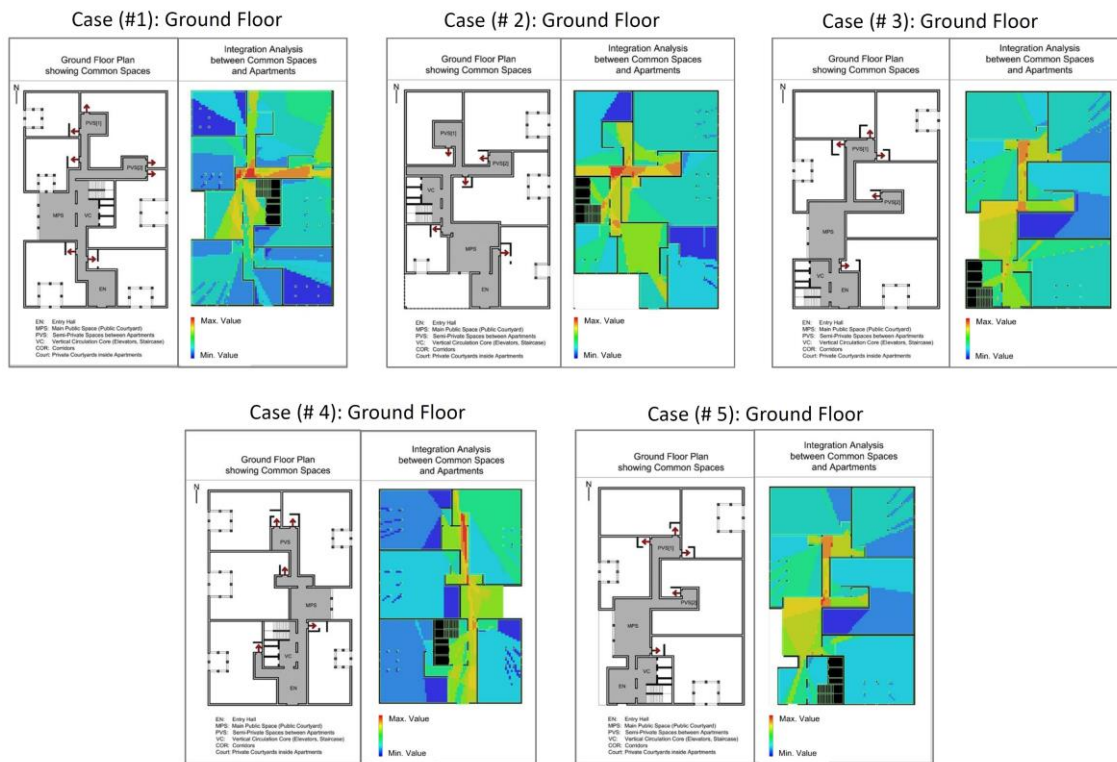 Case (#1): Ground Floor
Ground Floor Plan
showing Common Spaces
Integration Analysis
between Common Spaces
and Apartments
N
PVS[1]
PVS[2]
MPS
VC
EN
Max. Value
Min. Value
EN: Entry Hall
MPS: Main Public Space (Public Courtyard)
PVS: Semi-Private Spaces between Apartments
VC: Vertical Circulation Core (Elevators, Staircase)
COR: Corridors
Court: Private Courtyards inside Apartments
Case (# 2): Ground Floor
Ground Floor Plan
showing Common Spaces
Integration Analysis
between Common Spaces
and Apartments
N
PVS[1]
PVS[2]
VC
MPS
EN
Max. Value
Min. Value
EN: Entry Hall
MPS: Main Public Space (Public Courtyard)
PVS: Semi-Private Spaces between Apartments
VC: Vertical Circulation Core (Elevators, Staircase)
COR: Corridors
Court: Private Courtyards inside Apartments
Case (# 3): Ground Floor
Ground Floor Plan
showing Common Spaces
Integration Analysis
between Common Spaces
and Apartments
N
PVS[1]
PVS[2]
MPS
VC
EN
Max. Value
Min. Value
EN: Entry Hall
MPS: Main Public Space (Public Courtyard)
PVS: Semi-Private Spaces between Apartments
VC: Vertical Circulation Core (Elevators, Staircase)
COR: Corridors
Court: Private Courtyards inside Apartments
Case (# 4): Ground Floor
Ground Floor Plan
showing Common Spaces
Integration Analysis
between Common Spaces
and Apartments
N
PVS
MPS
VC
EN
Max. Value
Min. Value
EN: Entry Hall
MPS: Main Public Space (Public Courtyard)
PVS: Semi-Private Spaces between Apartments
VC: Vertical Circulation Core (Elevators, Staircase)
COR: Corridors
Court: Private Courtyards inside Apartments
Case (# 5): Ground Floor
Ground Floor Plan
showing Common Spaces
Integration Analysis
between Common Spaces
and Apartments
N
PVS[1]
PVS[2]
MPS
VC
EN
Max. Value
Min. Value
EN: Entry Hall
MPS: Main Public Space (Public Courtyard)
PVS: Semi-Private Spaces between Apartments
VC: Vertical Circulation Core (Elevators, Staircase)
COR: Corridors
Court: Private Courtyards inside Apartments